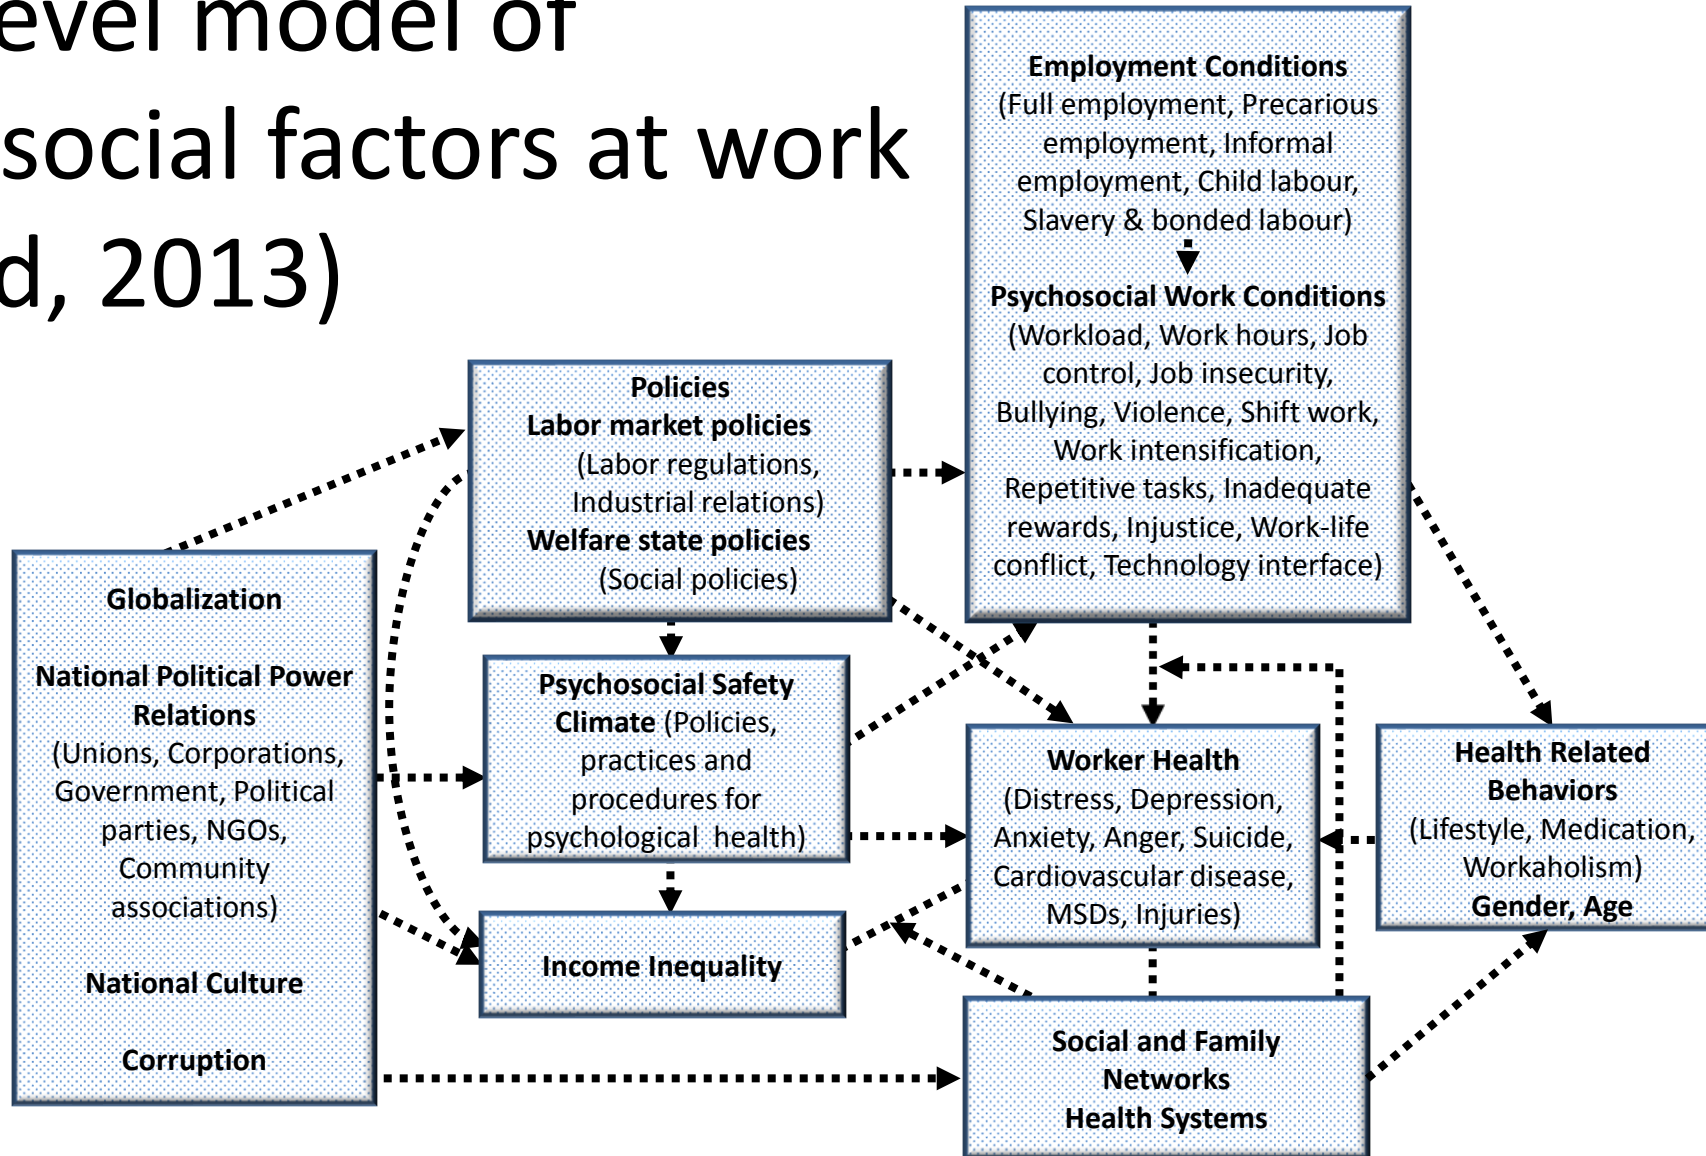 evel model of
social factors at work
d, 2013)
Employment Conditions
(Full employment, Precarious
employment, Informal
employment, Child labour,
Slavery & bonded labour)
Psychosocial Work Conditions
(Workload, Work hours, Job
control, Job insecurity,
Bullying, Violence, Shift work,
Work intensification,
Repetitive tasks, Inadequate
rewards, Injustice, Work-life
conflict, Technology interface)
Policies
Labor market policies
(Labor regulations,
Industrial relations)
Welfare state policies
(Social policies)
Globalization
National Political Power
Relations
(Unions, Corporations,
Government, Political
parties, NGOs,
Community
associations)
National Culture
Corruption
Psychosocial Safety
Climate (Policies,
practices and
procedures for
psychological health)
Income Inequality
Worker Health
(Distress, Depression,
Anxiety, Anger, Suicide,
Cardiovascular disease,
MSDs, Injuries)
Health Related
Behaviors
(Lifestyle, Medication,
Workaholism)
Gender, Age
Social and Family
Networks
Health Systems